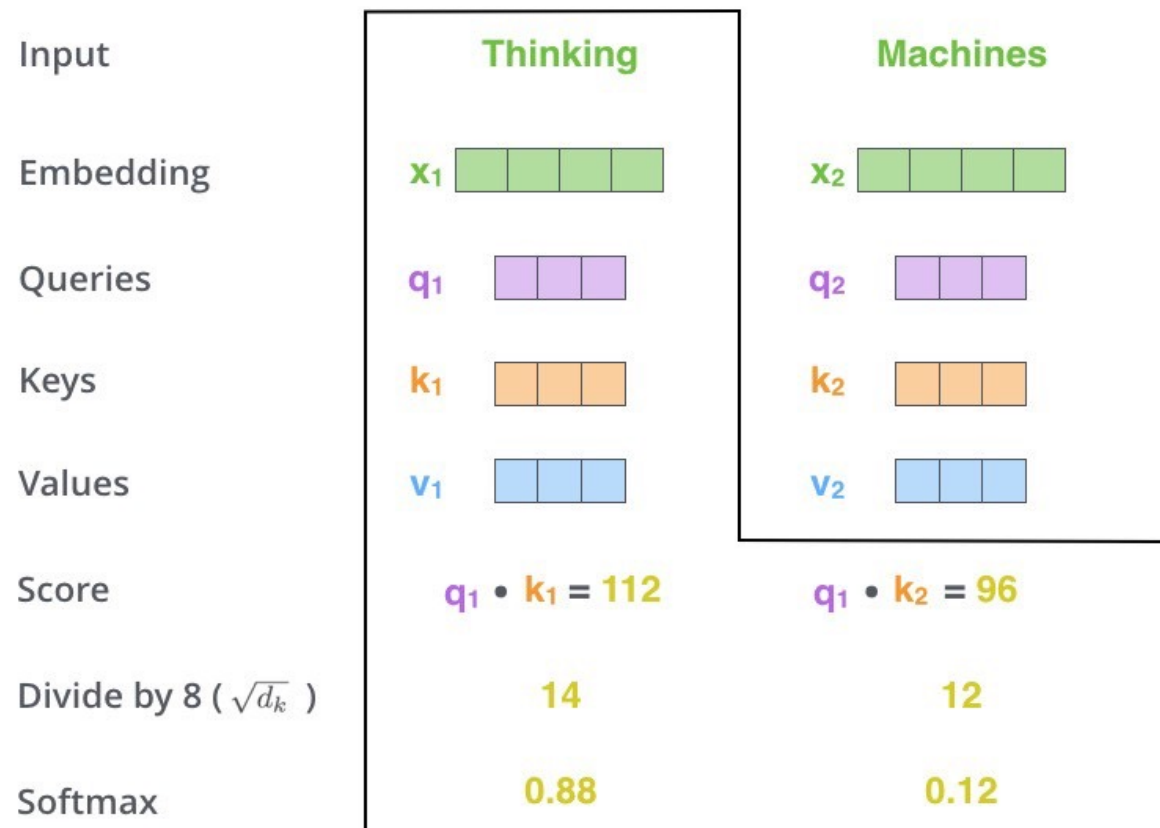 Input Thinking Machines
Embedding x₁ x₂
Queries q₁ q₂
Keys k₁ k₂
Values v₁ v₂
Score q₁ • k₁ = 112 q₁ • k₂ = 96
Divide by 8 ( √dₖ ) 14 12
Softmax 0.88 0.12